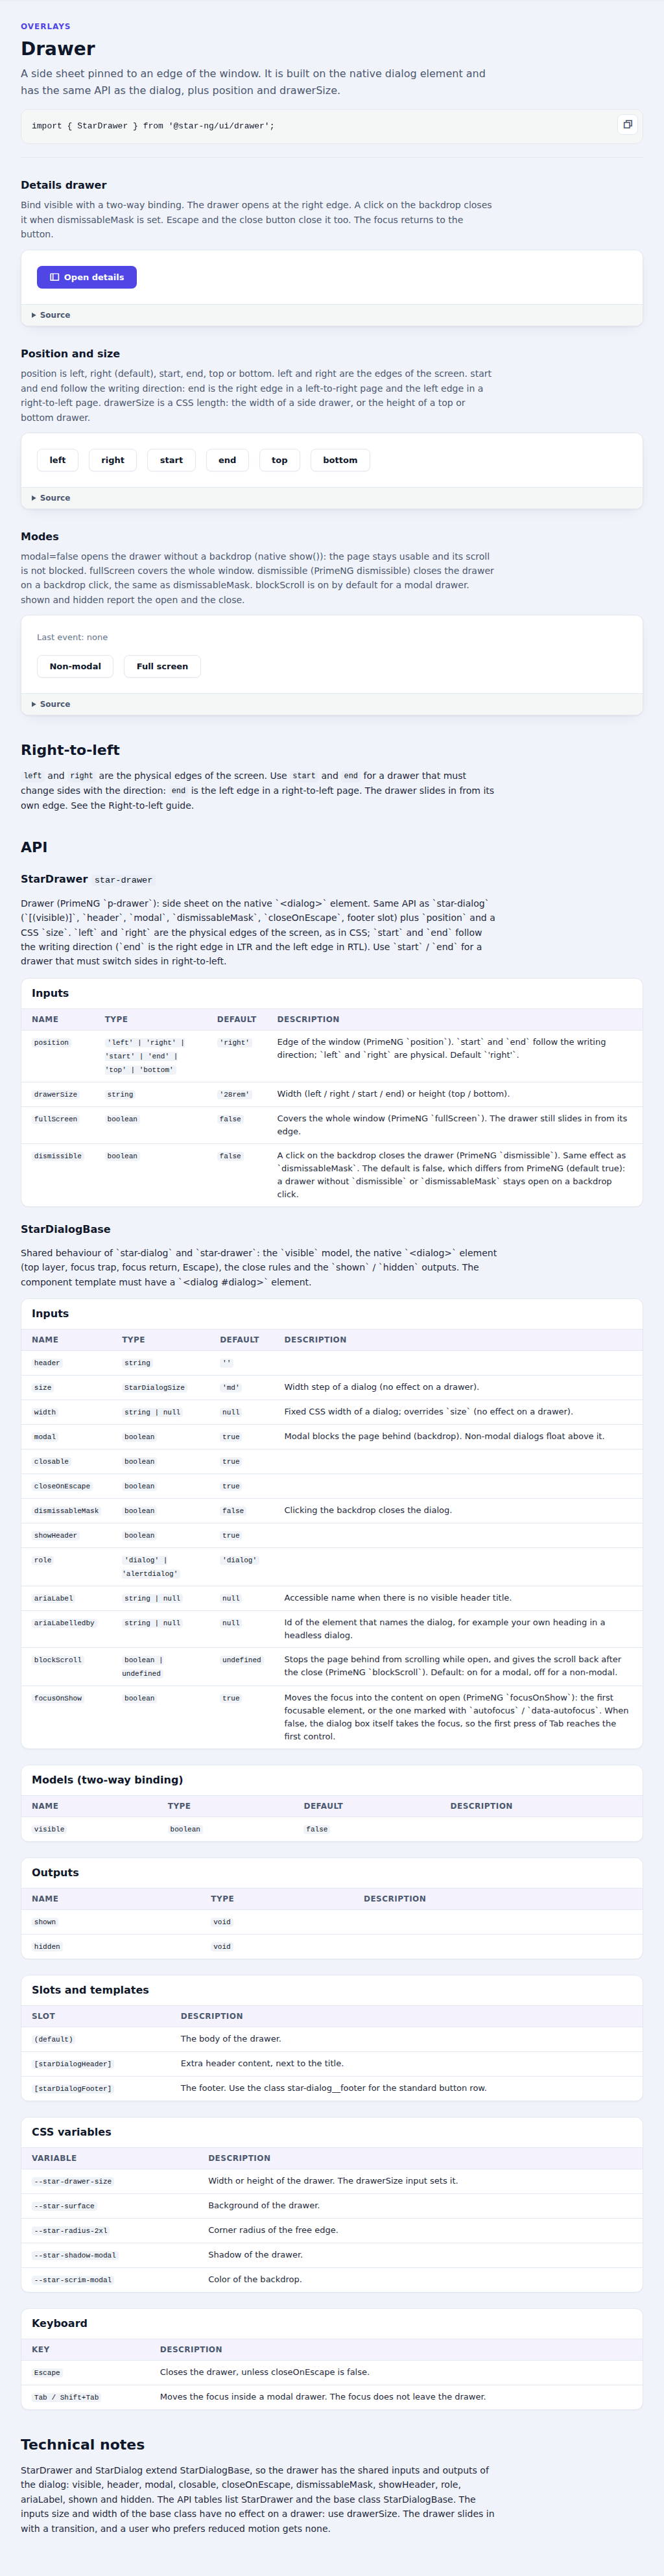 OVERLAYS
Drawer
A side sheet pinned to an edge of the window. It is built on the native dialog element and
has the same API as the dialog, plus position and drawerSize.
import { StarDrawer } from '@star-ng/ui/drawer';
Details drawer
Bind visible with a two-way binding. The drawer opens at the right edge. A click on the backdrop closes
it when dismissableMask is set. Escape and the close button close it too. The focus returns to the
button.
Open details
Source
Position and size
position is left, right (default), start, end, top or bottom. left and right are the edges of the screen. start
and end follow the writing direction: end is the right edge in a left-to-right page and the left edge in a
right-to-left page. drawerSize is a CSS length: the width of a side drawer, or the height of a top or
bottom drawer.
left right start end top bottom
Source
Modes
modal=false opens the drawer without a backdrop (native show()): the page stays usable and its scroll
is not blocked. fullScreen covers the whole window. dismissible (PrimeNG dismissible) closes the drawer
on a backdrop click, the same as dismissableMask. blockScroll is on by default for a modal drawer.
shown and hidden report the open and the close.
Last event: none
Non-modal Full screen
Source
Right-to-left
left and right are the physical edges of the screen. Use start and end for a drawer that must
change sides with the direction: end is the left edge in a right-to-left page. The drawer slides in from its
own edge. See the Right-to-left guide.
API
StarDrawer star-drawer
Drawer (PrimeNG `p-drawer`): side sheet on the native `<dialog>` element. Same API as `star-dialog`
(`[(visible)]`, `header`, `modal`, `dismissableMask`, `closeOnEscape`, footer slot) plus `position` and a
CSS `size`. `left` and `right` are the physical edges of the screen, as in CSS; `start` and `end` follow
the writing direction (`end` is the right edge in LTR and the left edge in RTL). Use `start` / `end` for a
drawer that must switch sides in right-to-left.
Inputs
NAME TYPE DEFAULT DESCRIPTION
position 'left' | 'right' | 'right' Edge of the window (PrimeNG `position`). `start` and `end` follow the writing
'start' | 'end' | direction; `left` and `right` are physical. Default `'right'`.
'top' | 'bottom'
drawerSize string '28rem' Width (left / right / start / end) or height (top / bottom).
fullScreen boolean false Covers the whole window (PrimeNG `fullScreen`). The drawer still slides in from its
edge.
dismissible boolean false A click on the backdrop closes the drawer (PrimeNG `dismissible`). Same effect as
`dismissableMask`. The default is false, which differs from PrimeNG (default true):
a drawer without `dismissible` or `dismissableMask` stays open on a backdrop
click.
StarDialogBase
Shared behaviour of `star-dialog` and `star-drawer`: the `visible` model, the native `<dialog>` element
(top layer, focus trap, focus return, Escape), the close rules and the `shown` / `hidden` outputs. The
component template must have a `<dialog #dialog>` element.
Inputs
NAME TYPE DEFAULT DESCRIPTION
header string ''
size StarDialogSize 'md' Width step of a dialog (no effect on a drawer).
width string | null null Fixed CSS width of a dialog; overrides `size` (no effect on a drawer).
modal boolean true Modal blocks the page behind (backdrop). Non-modal dialogs float above it.
closable boolean true
closeOnEscape boolean true
dismissableMask boolean false Clicking the backdrop closes the dialog.
showHeader boolean true
role 'dialog' | 'dialog'
'alertdialog'
ariaLabel string | null null Accessible name when there is no visible header title.
ariaLabelledby string | null null Id of the element that names the dialog, for example your own heading in a
headless dialog.
blockScroll boolean | undefined Stops the page behind from scrolling while open, and gives the scroll back after
undefined the close (PrimeNG `blockScroll`). Default: on for a modal, off for a non-modal.
focusOnShow boolean true Moves the focus into the content on open (PrimeNG `focusOnShow`): the first
focusable element, or the one marked with `autofocus` / `data-autofocus`. When
false, the dialog box itself takes the focus, so the first press of Tab reaches the
first control.
Models (two-way binding)
NAME TYPE DEFAULT DESCRIPTION
visible boolean false
Outputs
NAME TYPE DESCRIPTION
shown void
hidden void
Slots and templates
SLOT DESCRIPTION
(default) The body of the drawer.
[starDialogHeader] Extra header content, next to the title.
[starDialogFooter] The footer. Use the class star-dialog__footer for the standard button row.
CSS variables
VARIABLE DESCRIPTION
--star-drawer-size Width or height of the drawer. The drawerSize input sets it.
--star-surface Background of the drawer.
--star-radius-2xl Corner radius of the free edge.
--star-shadow-modal Shadow of the drawer.
--star-scrim-modal Color of the backdrop.
Keyboard
KEY DESCRIPTION
Escape Closes the drawer, unless closeOnEscape is false.
Tab / Shift+Tab Moves the focus inside a modal drawer. The focus does not leave the drawer.
Technical notes
StarDrawer and StarDialog extend StarDialogBase, so the drawer has the shared inputs and outputs of
the dialog: visible, header, modal, closable, closeOnEscape, dismissableMask, showHeader, role,
ariaLabel, shown and hidden. The API tables list StarDrawer and the base class StarDialogBase. The
inputs size and width of the base class have no effect on a drawer: use drawerSize. The drawer slides in
with a transition, and a user who prefers reduced motion gets none.